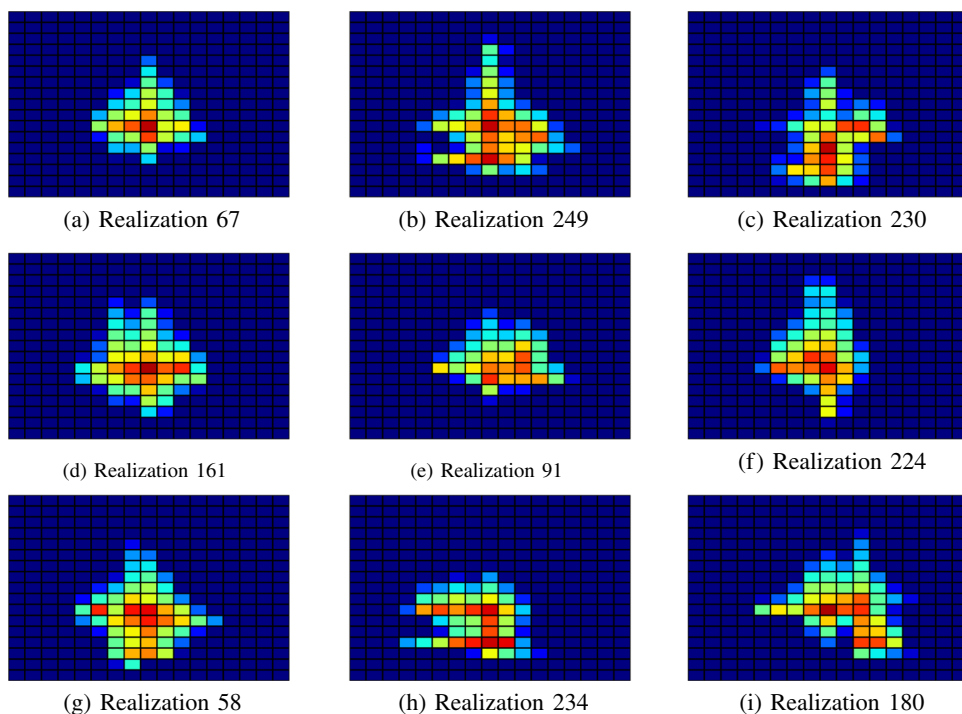 (a) Realization 67
(b) Realization 249
(c) Realization 230
(d) Realization 161
(e) Realization 91
(f) Realization 224
(g) Realization 58
(h) Realization 234
(i) Realization 180